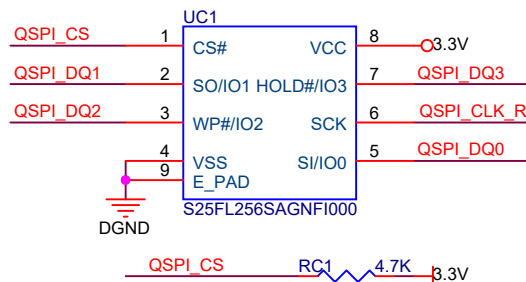 UC1
QSPI_CS 1 CS# VCC 8 3.3V
QSPI_DQ1 2 SO/IO1 HOLD#/IO3 7 QSPI_DQ3
QSPI_DQ2 3 WP#/IO2 SCK 6 QSPI_CLK_R
4 VSS SI/IO0 5 QSPI_DQ0
9 E_PAD
DGND S25FL256SAGNFI000
QSPI_CS RC1 4.7K 3.3V